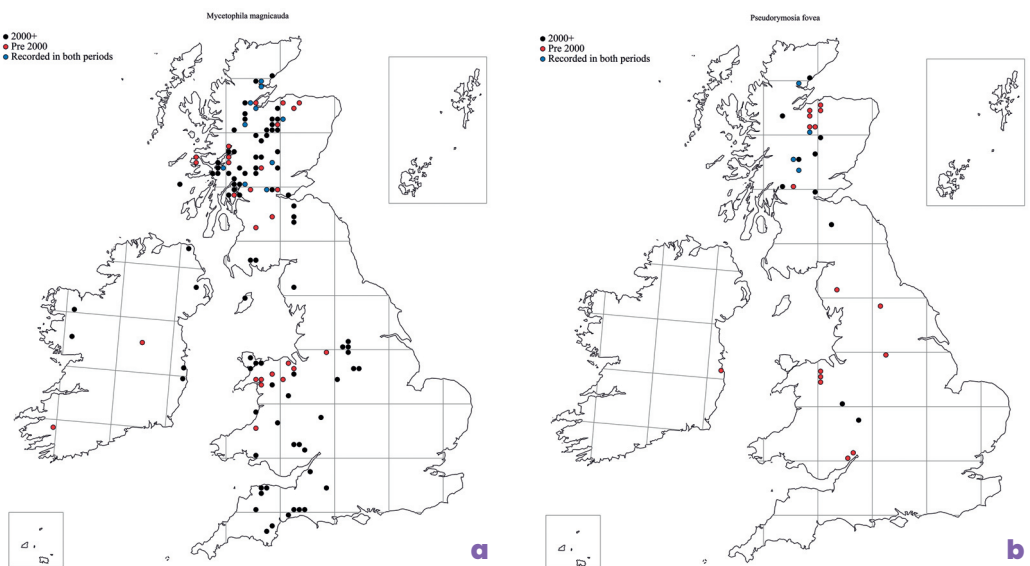 Mycetophila magnicauda
2000+
Pre 2000
Recorded in both periods
a
Pseudorymosia fovea
2000+
Pre 2000
Recorded in both periods
b